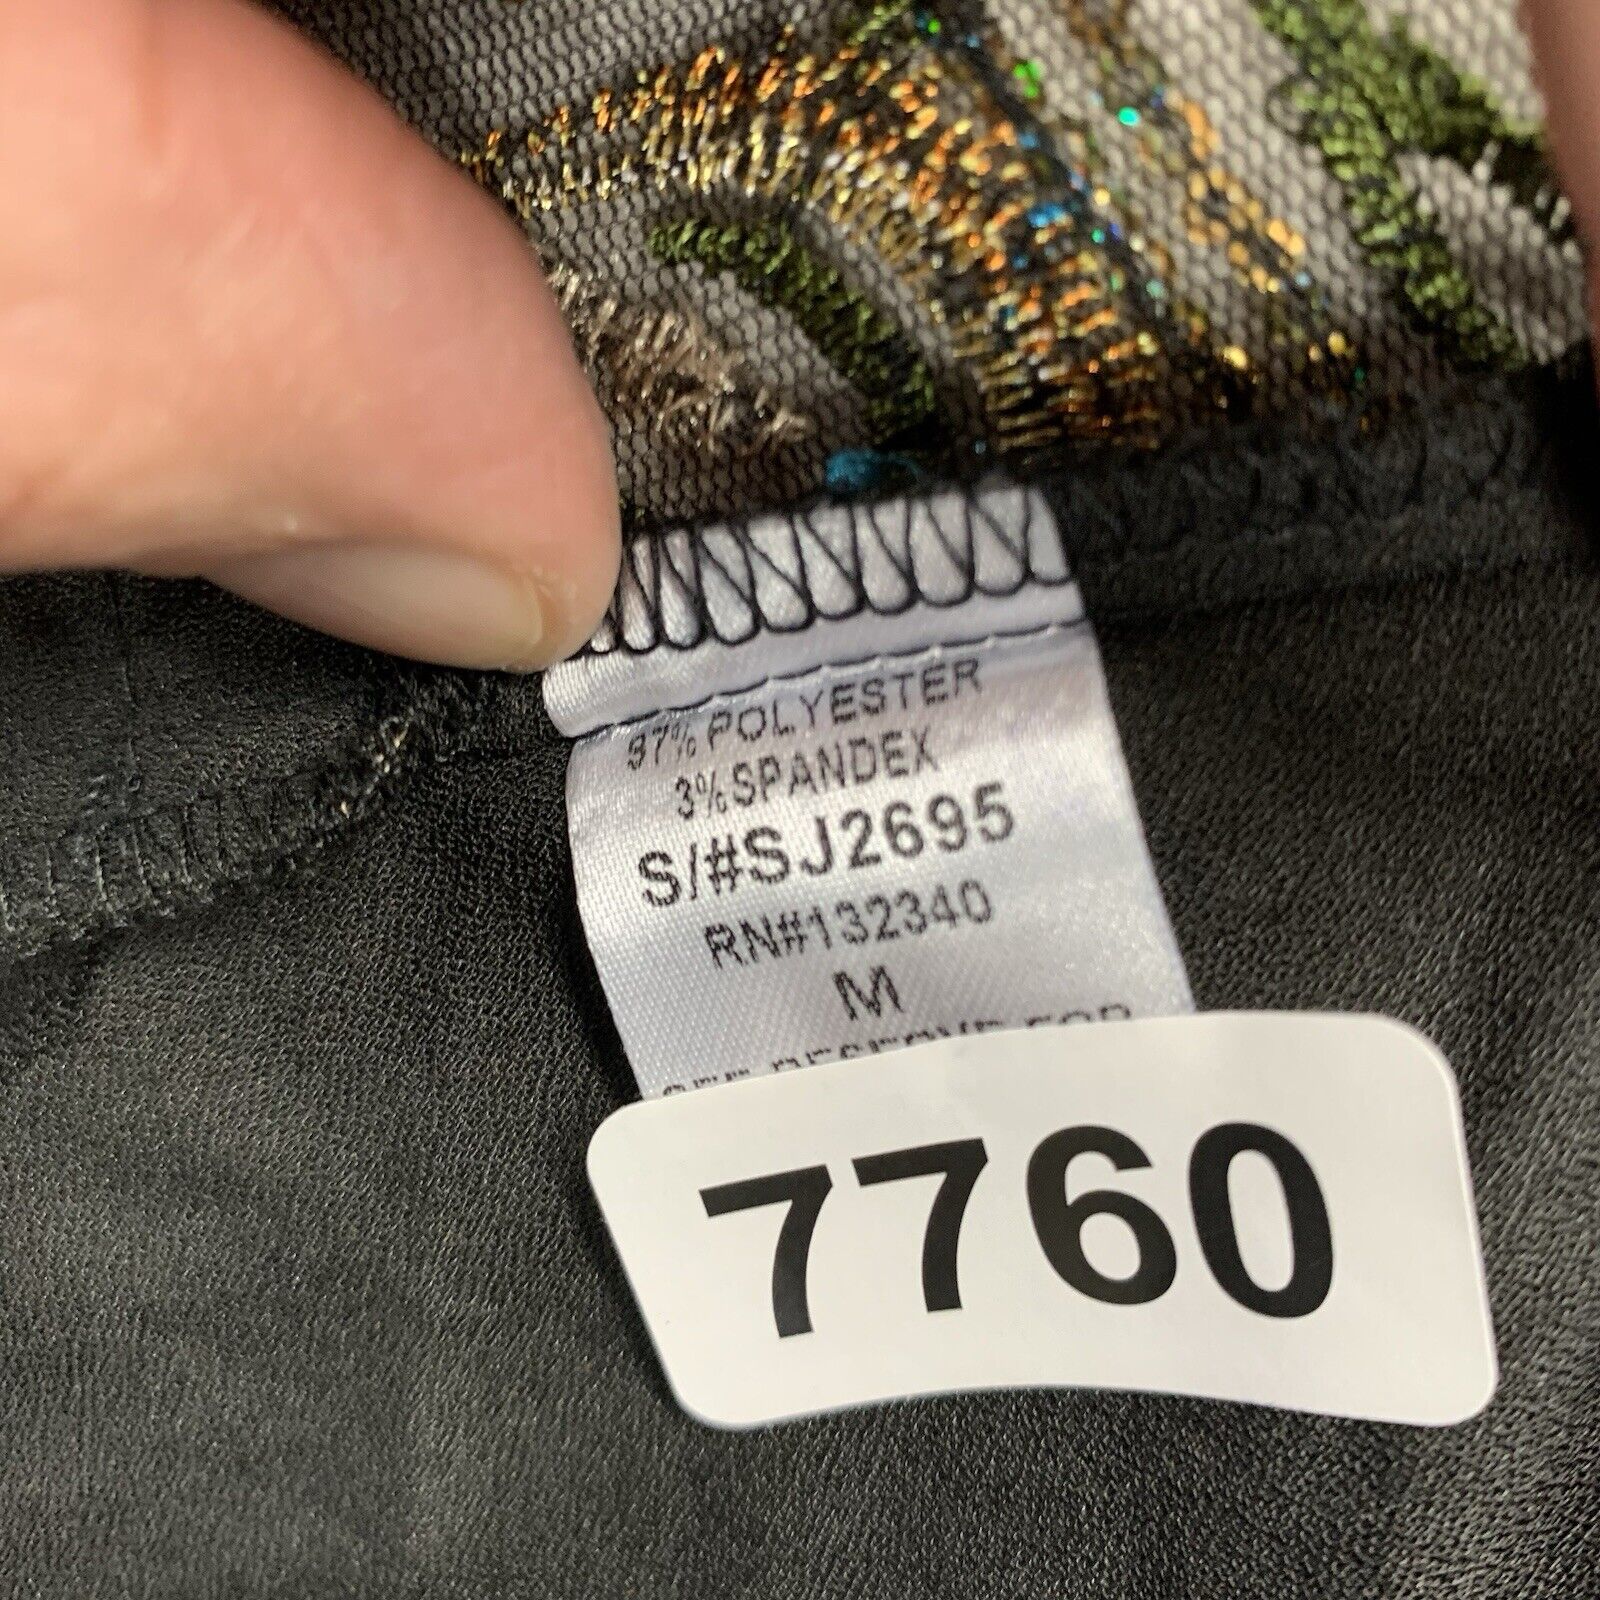 97% POLYESTER
3% SPANDEX
S/#SJ2695
RN#132340
M
7760